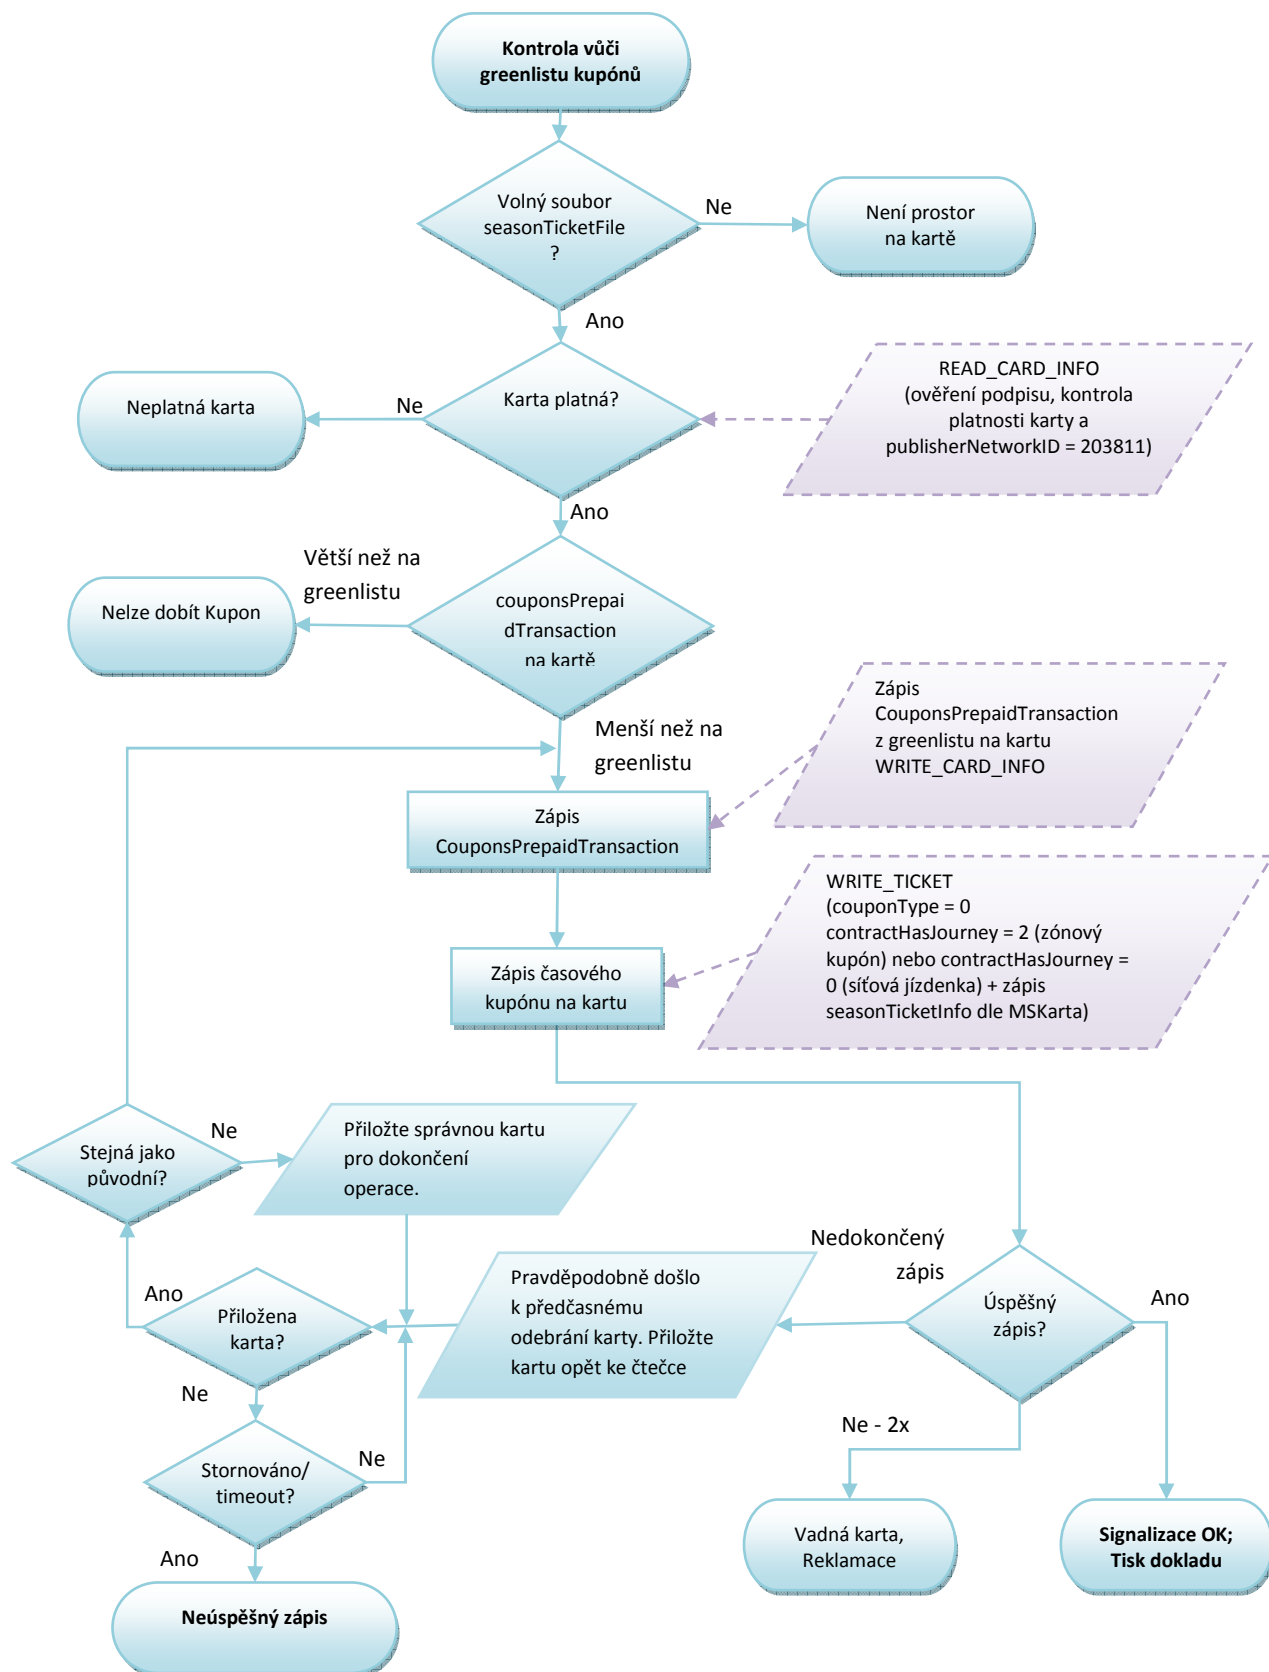 Kontrola vůči
greenlistu kupónů
Volný soubor
seasonTicketFile
?
Ne
Není prostor
na kartě
Ano
READ_CARD_INFO
(ověření podpisu, kontrola
platnosti karty a
publisherNetworkID = 203811)
Karta platná?
Ne
Neplatná karta
Ano
Větší než na
greenlistu
Nelze dobít Kupon
couponsPrepai
dTransaction
na kartě
Menší než na
greenlistu
Zápis
CouponsPrepaidTransaction
z greenlistu na kartu
WRITE_CARD_INFO
Zápis
CouponsPrepaidTransaction
WRITE_TICKET
(couponType = 0
contractHasJourney = 2 (zónový
kupón) nebo contractHasJourney =
0 (síťová jízdenka) + zápis
seasonTicketInfo dle MSKarta)
Zápis časového
kupónu na kartu
Stejná jako
původní?
Ne
Přiložte správnou kartu
pro dokončení
operace.
Nedokončený
zápis
Pravděpodobně došlo
k předčasnému
odebrání karty. Přiložte
kartu opět ke čtečce
Úspěšný
zápis?
Ano
Ano
Přiložena
karta?
Ne
Ne - 2x
Stornováno/
timeout?
Ne
Vadná karta,
Reklamace
Signalizace OK;
Tisk dokladu
Ano
Neúspěšný zápis